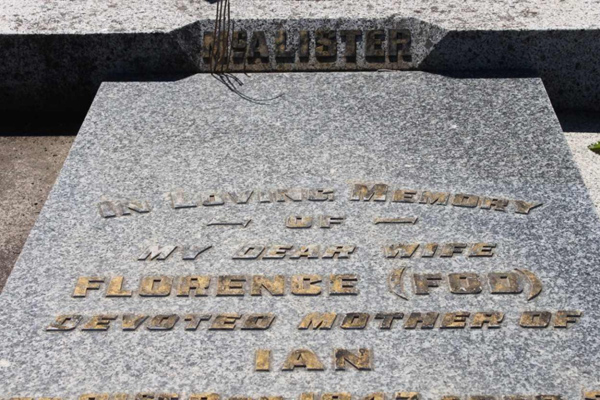 McALISTER
IN LOVING MEMORY
— OF —
MY DEAR WIFE
FLORENCE (FOD)
DEVOTED MOTHER OF
IAN